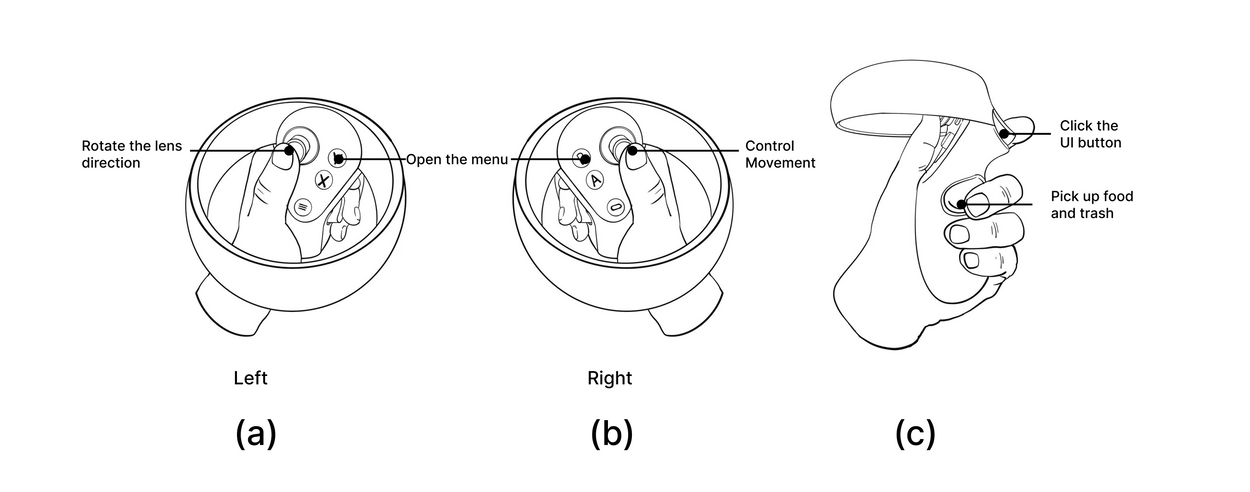 Rotate the lens
direction
Open the menu
Control
Movement
Click the
UI button
Pick up food
and trash
X
A
Left
Right
(a)
(b)
(c)